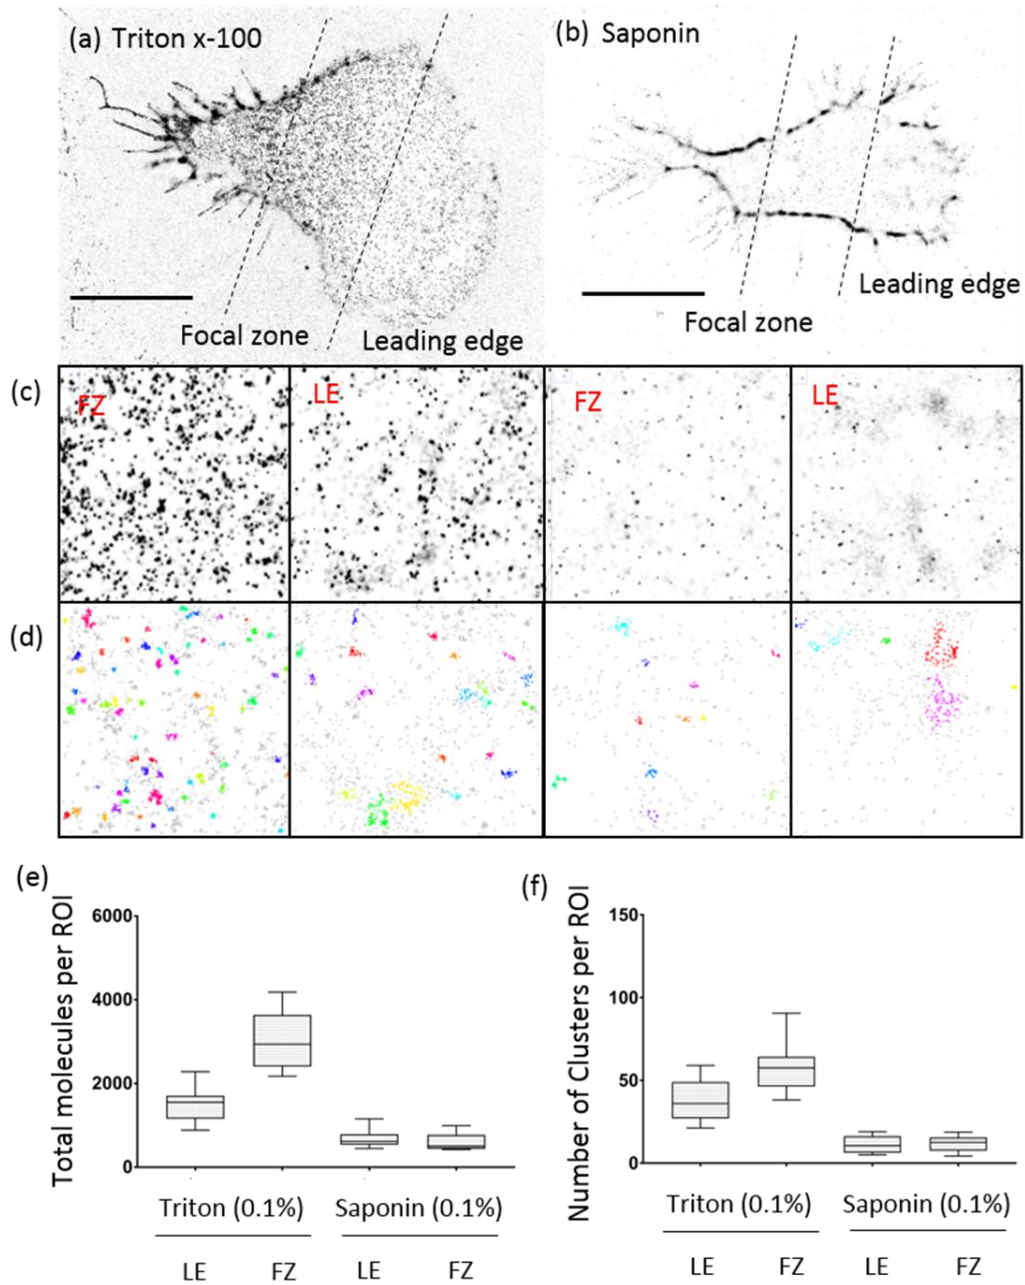 (a) Triton x-100
(b) Saponin
Focal zone
Leading edge
Focal zone
Leading edge
(c)
FZ
LE
FZ
LE
(d)
(e)
Total molecules per ROI
6000
4000
2000
0
Triton (0.1%)
Saponin (0.1%)
LE
FZ
LE
FZ
(f)
Number of Clusters per ROI
150
100
50
0
Triton (0.1%)
Saponin (0.1%)
LE
FZ
LE
FZ